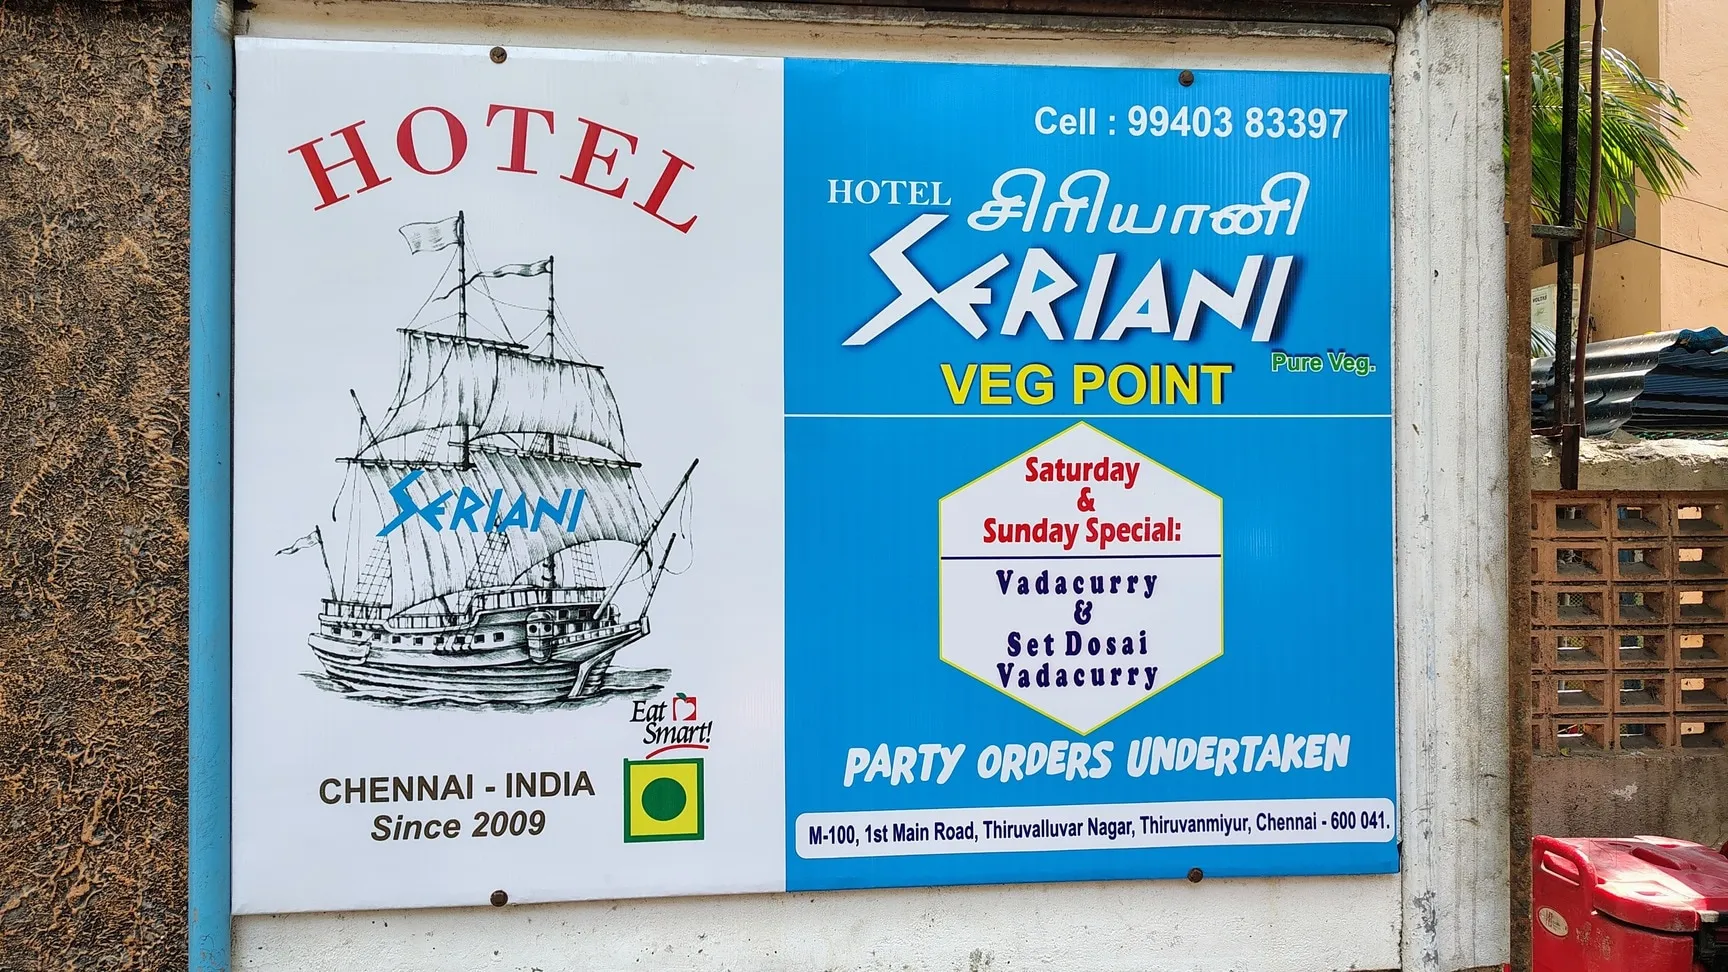 HOTEL
SERIANI
Eat
Smart!
CHENNAI - INDIA
Since 2009
Cell : 99403 83397
HOTEL சிரியானி
SERIANI
Pure Veg.
VEG POINT
Saturday
&
Sunday Special:
Vadacurry
&
Set Dosai
Vadacurry
PARTY ORDERS UNDERTAKEN
M-100, 1st Main Road, Thiruvalluvar Nagar, Thiruvanmiyur, Chennai - 600 041.